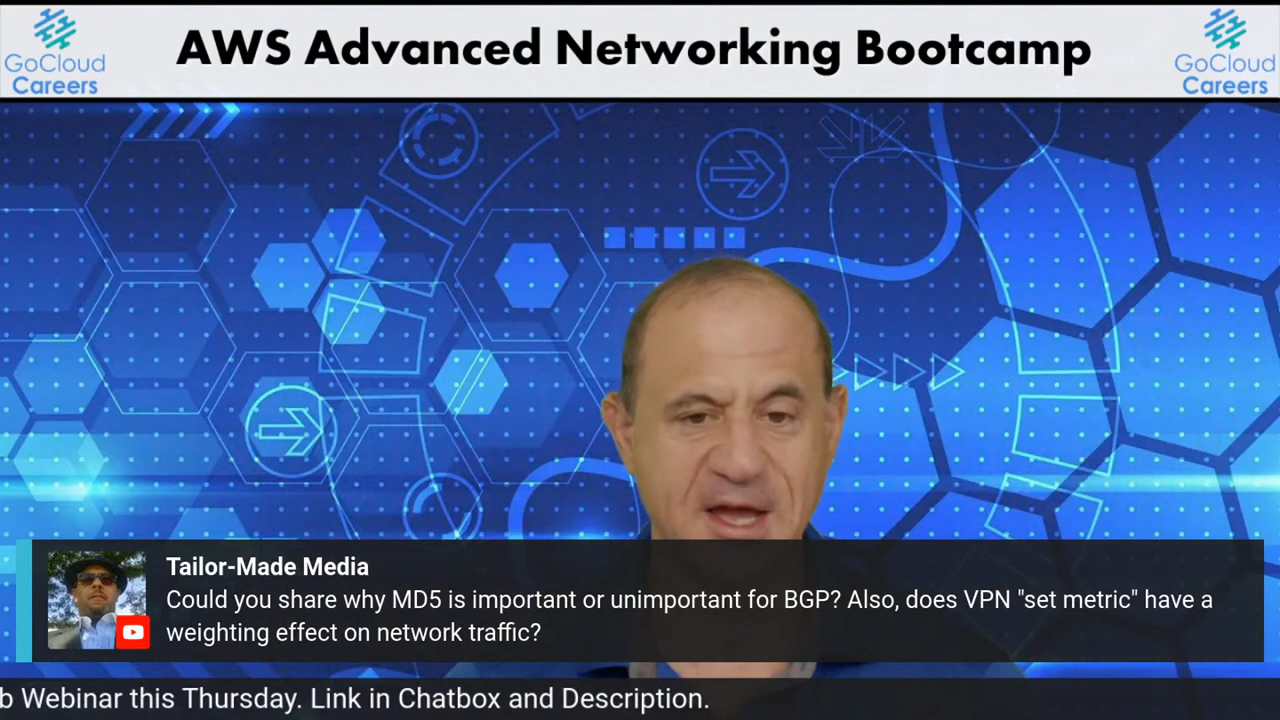 AWS Advanced Networking Bootcamp
GoCloud
Careers
GoCloud
Careers
Tailor-Made Media
Could you share why MD5 is important or unimportant for BGP? Also, does VPN "set metric" have a
weighting effect on network traffic?
b Webinar this Thursday. Link in Chatbox and Description.